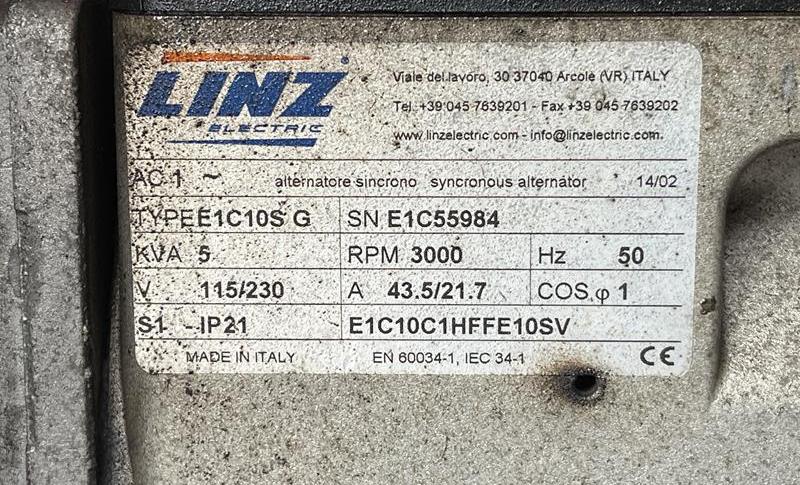 LINZ
ELECTRIC
Viale del lavoro, 30 37040 Arcole (VR) ITALY
Tel. +39 045 7639201 - Fax +39 045 7639202
www.linzelectric.com - info@linzelectric.com
AC 1 ~ alternatore sincrono syncronous alternator 14/02
TYPE E1C10S G SN E1C55984
KVA 5 RPM 3000 Hz 50
V 115/230 A 43.5/21.7 COS φ 1
S1 - IP21 E1C10C1HFFE10SV
MADE IN ITALY EN 60034-1, IEC 34-1 CE